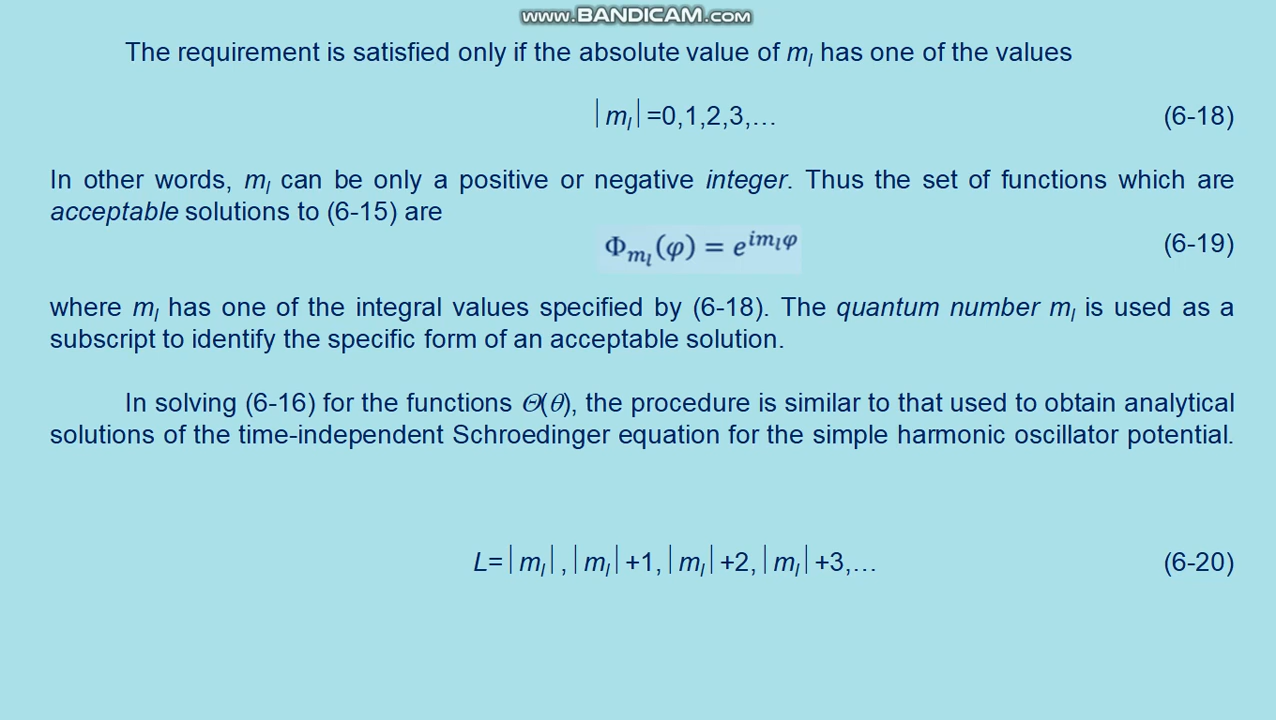 www.BANDICAM.com
The requirement is satisfied only if the absolute value of mₗ has one of the values
|mₗ|=0,1,2,3,… (6-18)
In other words, mₗ can be only a positive or negative integer. Thus the set of functions which are
acceptable solutions to (6-15) are
Φₘₗ(φ) = e^{imₗφ} (6-19)
where mₗ has one of the integral values specified by (6-18). The quantum number mₗ is used as a
subscript to identify the specific form of an acceptable solution.
In solving (6-16) for the functions Θ(θ), the procedure is similar to that used to obtain analytical
solutions of the time-independent Schroedinger equation for the simple harmonic oscillator potential.
L=|mₗ|,|mₗ|+1,|mₗ|+2,|mₗ|+3,… (6-20)